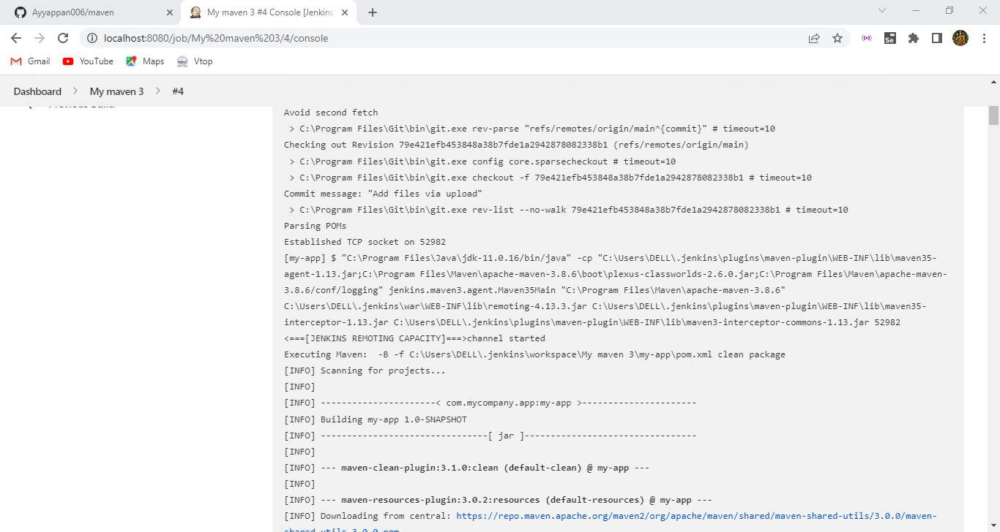 Ayyappan006/maven
My maven 3 #4 Console [Jenkins
localhost:8080/job/My%20maven%203/4/console
Se
Gmail
YouTube
Maps
Vtop
Dashboard
My maven 3
#4
Previous Build
Avoid second fetch
> C:\Program Files\Git\bin\git.exe rev-parse "refs/remotes/origin/main^{commit}" # timeout=10
Checking out Revision 79e421efb453848a38b7fde1a2942878082338b1 (refs/remotes/origin/main)
> C:\Program Files\Git\bin\git.exe config core.sparsecheckout # timeout=10
> C:\Program Files\Git\bin\git.exe checkout -f 79e421efb453848a38b7fde1a2942878082338b1 # timeout=10
Commit message: "Add files via upload"
> C:\Program Files\Git\bin\git.exe rev-list --no-walk 79e421efb453848a38b7fde1a2942878082338b1 # timeout=10
Parsing POMs
Established TCP socket on 52982
[my-app] $ "C:\Program Files\Java\jdk-11.0.16/bin/java" -cp "C:\Users\DELL\.jenkins\plugins\maven-plugin\WEB-INF\lib\maven35-
agent-1.13.jar;C:\Program Files\Maven\apache-maven-3.8.6\boot\plexus-classworlds-2.6.0.jar;C:\Program Files\Maven\apache-maven-
3.8.6/conf/logging" jenkins.maven3.agent.Maven35Main "C:\Program Files\Maven\apache-maven-3.8.6"
C:\Users\DELL\.jenkins\war\WEB-INF\lib\remoting-4.13.3.jar C:\Users\DELL\.jenkins\plugins\maven-plugin\WEB-INF\lib\maven35-
interceptor-1.13.jar C:\Users\DELL\.jenkins\plugins\maven-plugin\WEB-INF\lib\maven3-interceptor-commons-1.13.jar 52982
<===[JENKINS REMOTING CAPACITY]===>channel started
Executing Maven:  -B -f C:\Users\DELL\.jenkins\workspace\My maven 3\my-app\pom.xml clean package
[INFO] Scanning for projects...
[INFO]
[INFO] ----------------------< com.mycompany.app:my-app >----------------------
[INFO] Building my-app 1.0-SNAPSHOT
[INFO] --------------------------------[ jar ]---------------------------------
[INFO]
[INFO] --- maven-clean-plugin:3.1.0:clean (default-clean) @ my-app ---
[INFO]
[INFO] --- maven-resources-plugin:3.0.2:resources (default-resources) @ my-app ---
[INFO] Downloading from central: https://repo.maven.apache.org/maven2/org/apache/maven/shared/maven-shared-utils/3.0.0/maven-
shared-utils-3.0.0.pom